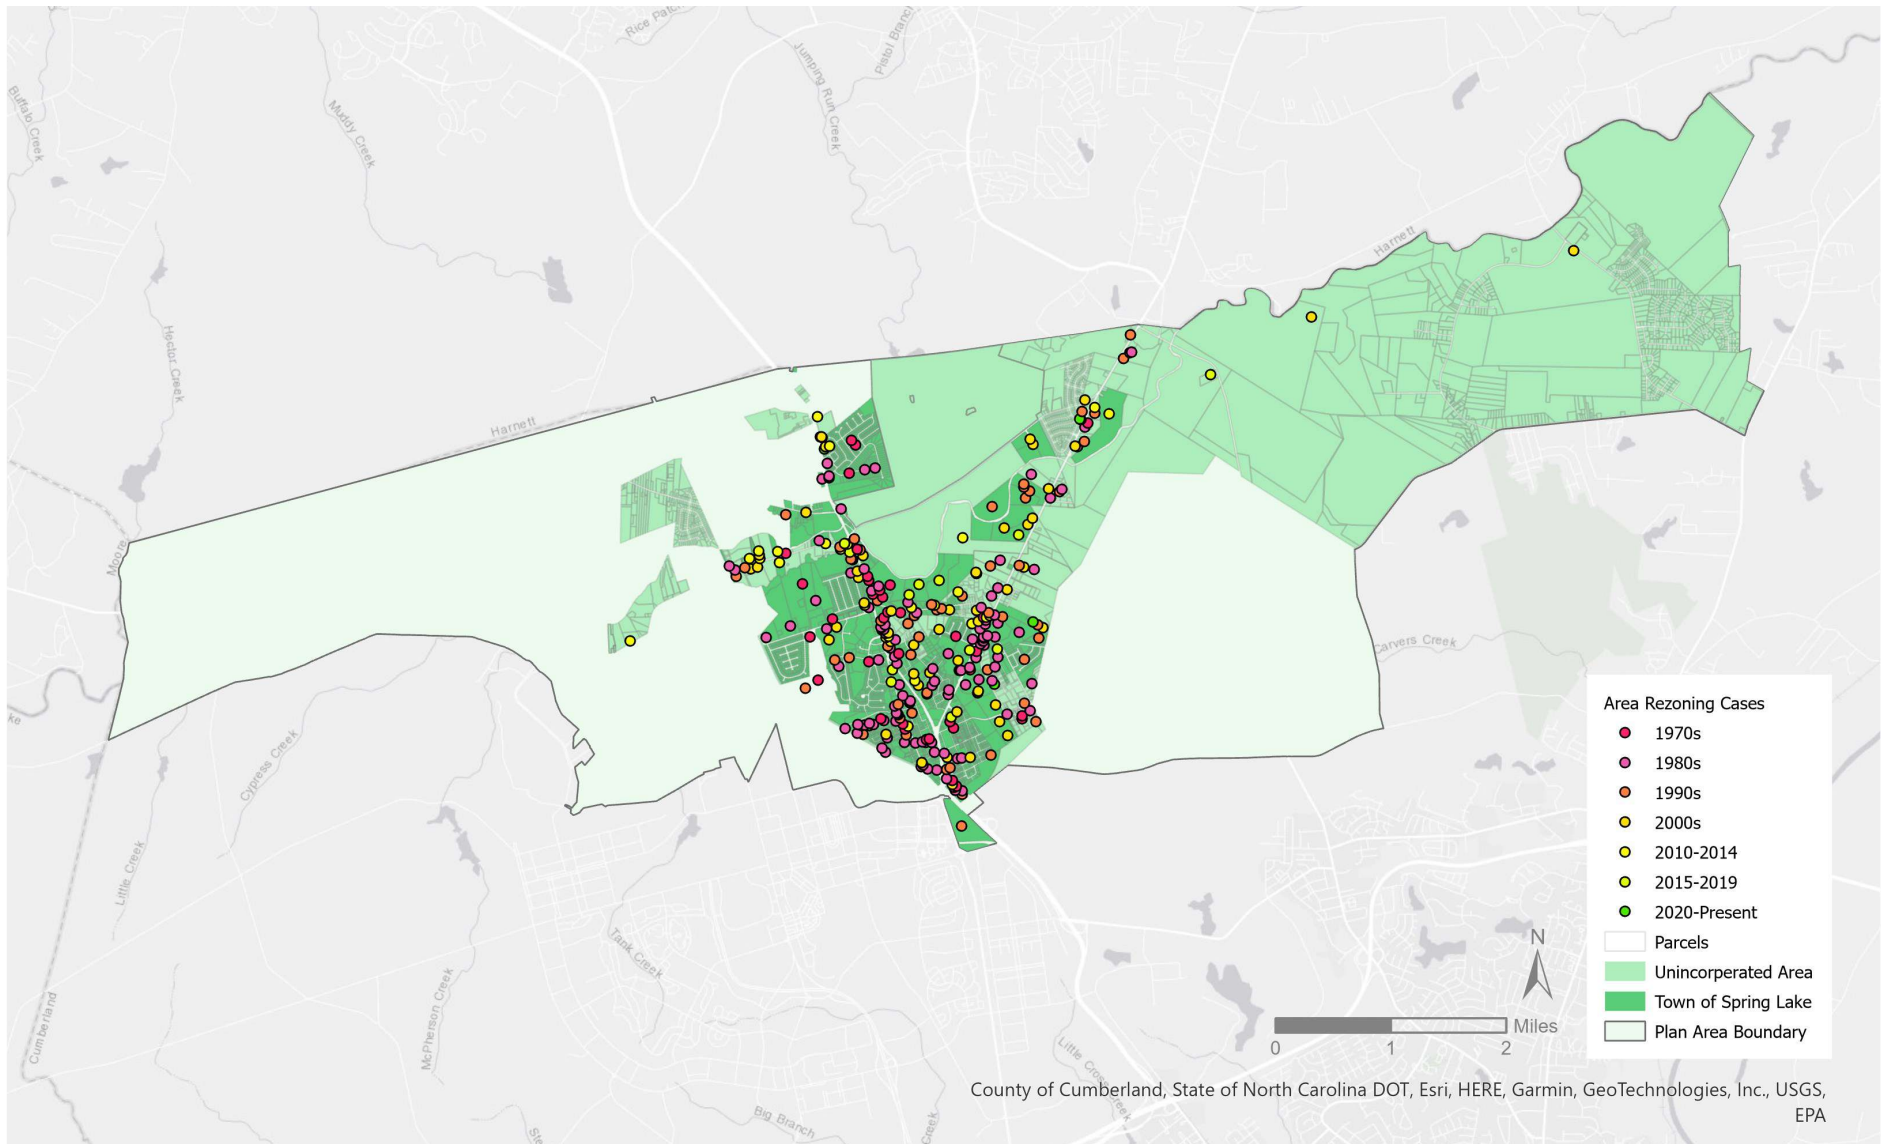 Rice Patch
Pistol Branch
Jumping Run Creek
Buffalo Creek
Muddy Creek
Harnett
Hector Creek
Harnett
Moore
Carvers Creek
ke
Cypress Creek
Little Creek
Tank Creek
McPherson Creek
Cumberland
Little Cross Creek
Big Branch
Creek
Ste
Area Rezoning Cases
1970s
1980s
1990s
2000s
2010-2014
2015-2019
2020-Present
Parcels
Unincorperated Area
Town of Spring Lake
Plan Area Boundary
N
Miles
0 1 2
County of Cumberland, State of North Carolina DOT, Esri, HERE, Garmin, GeoTechnologies, Inc., USGS,
EPA